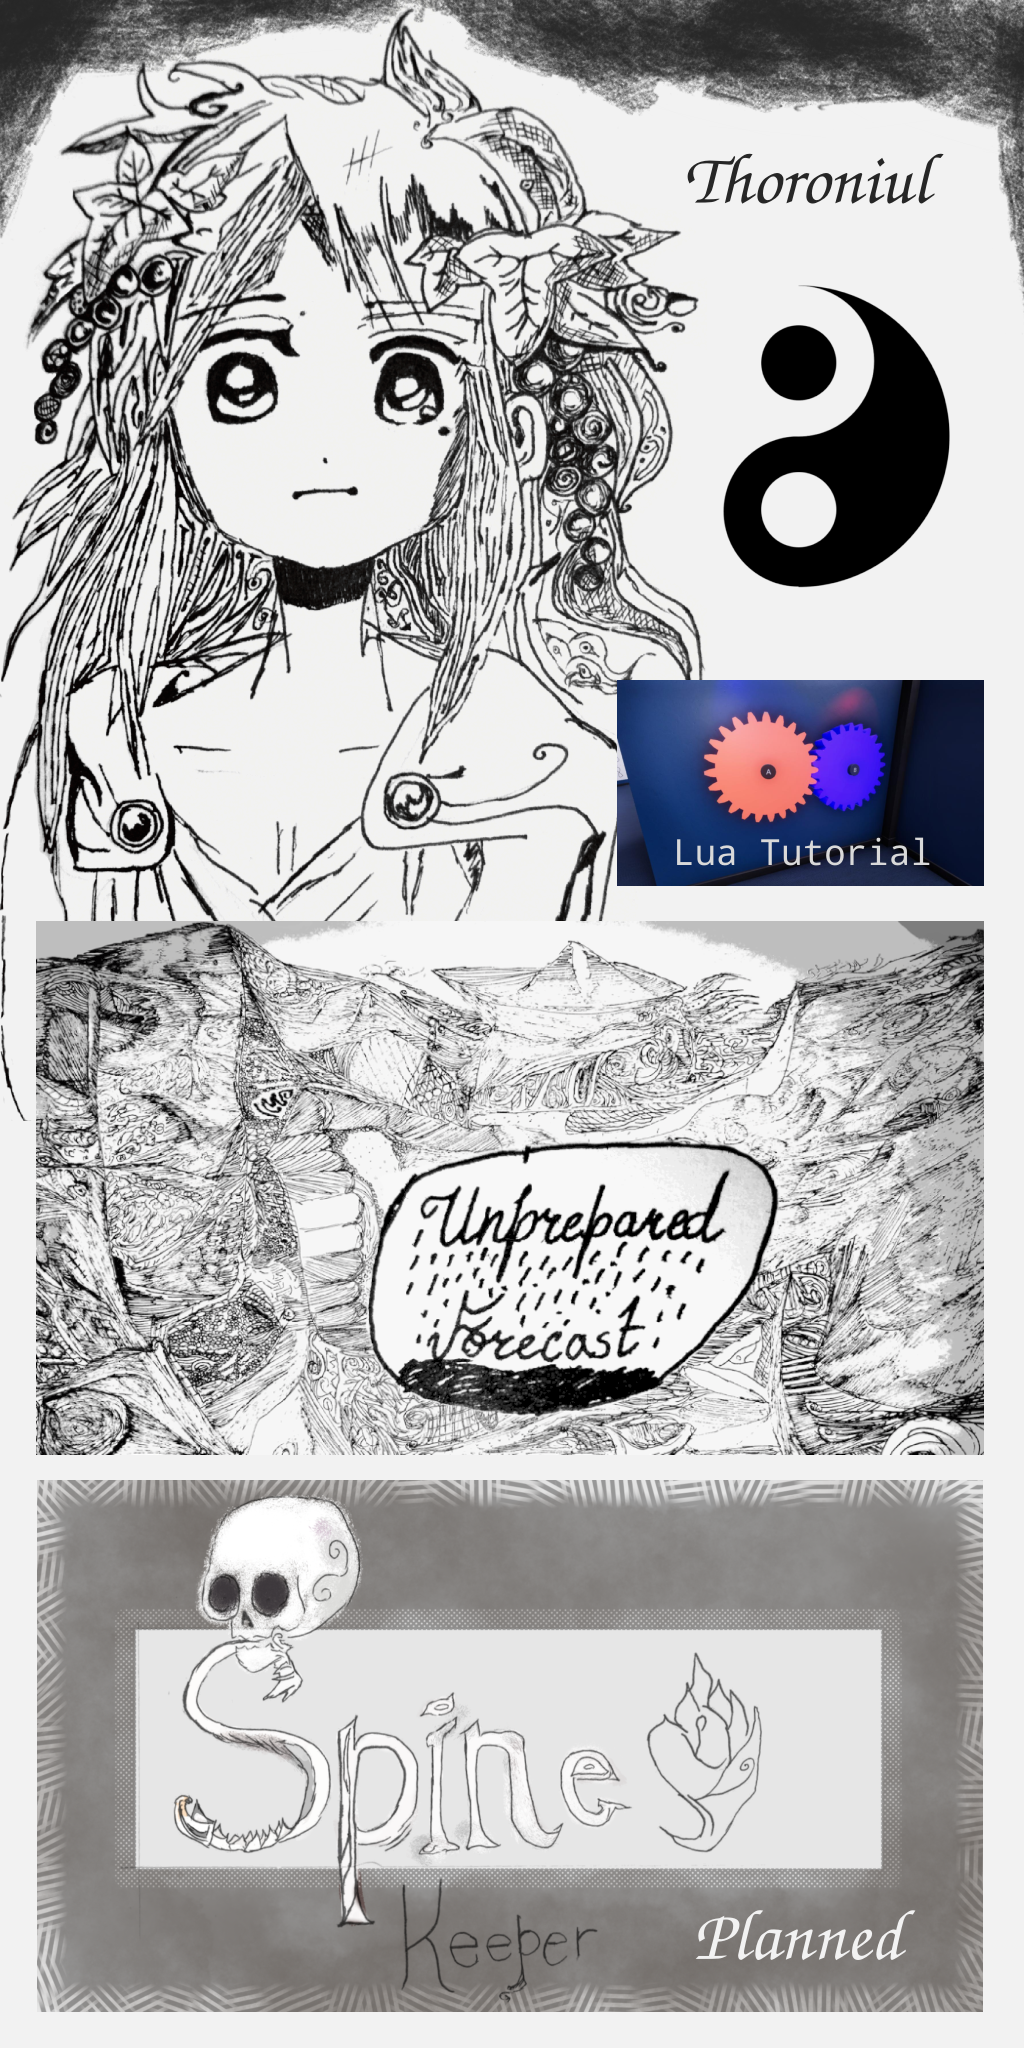 Thoroniul
A
B
Lua Tutorial
Unprepared
Forecast
Spine
Keeper
Planned